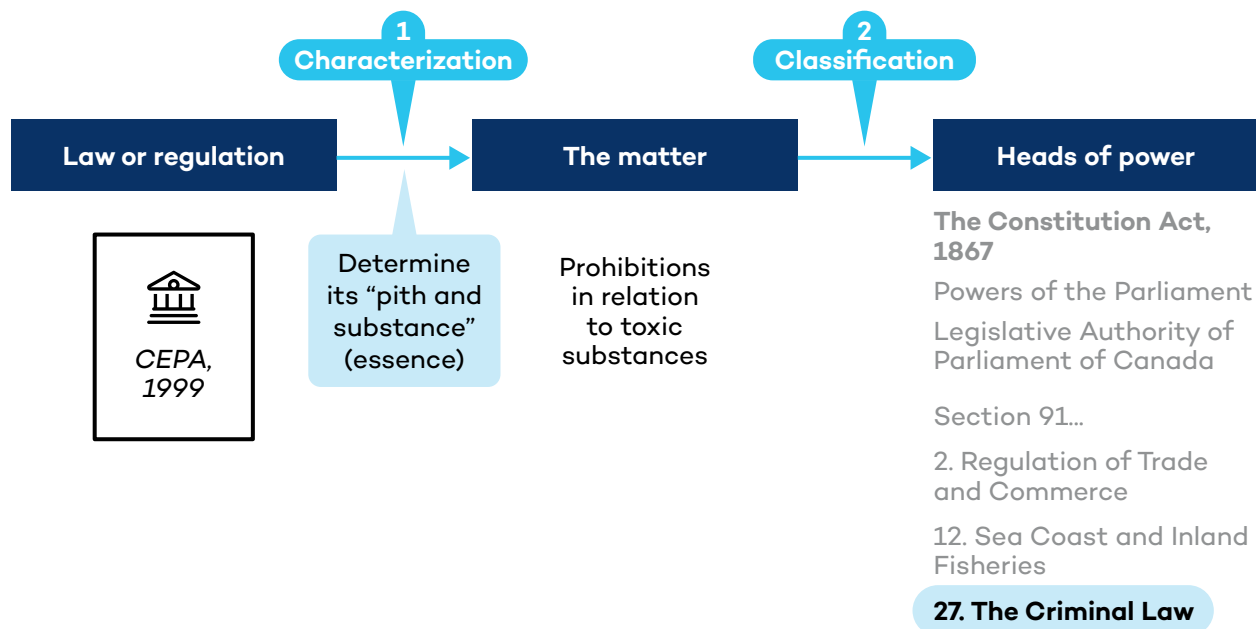 1
Characterization
2
Classification
Law or regulation
The matter
Heads of power
CEPA,
1999
Determine
its “pith and
substance”
(essence)
Prohibitions
in relation
to toxic
substances
The Constitution Act,
1867
Powers of the Parliament
Legislative Authority of
Parliament of Canada
Section 91...
2. Regulation of Trade
and Commerce
12. Sea Coast and Inland
Fisheries
27. The Criminal Law